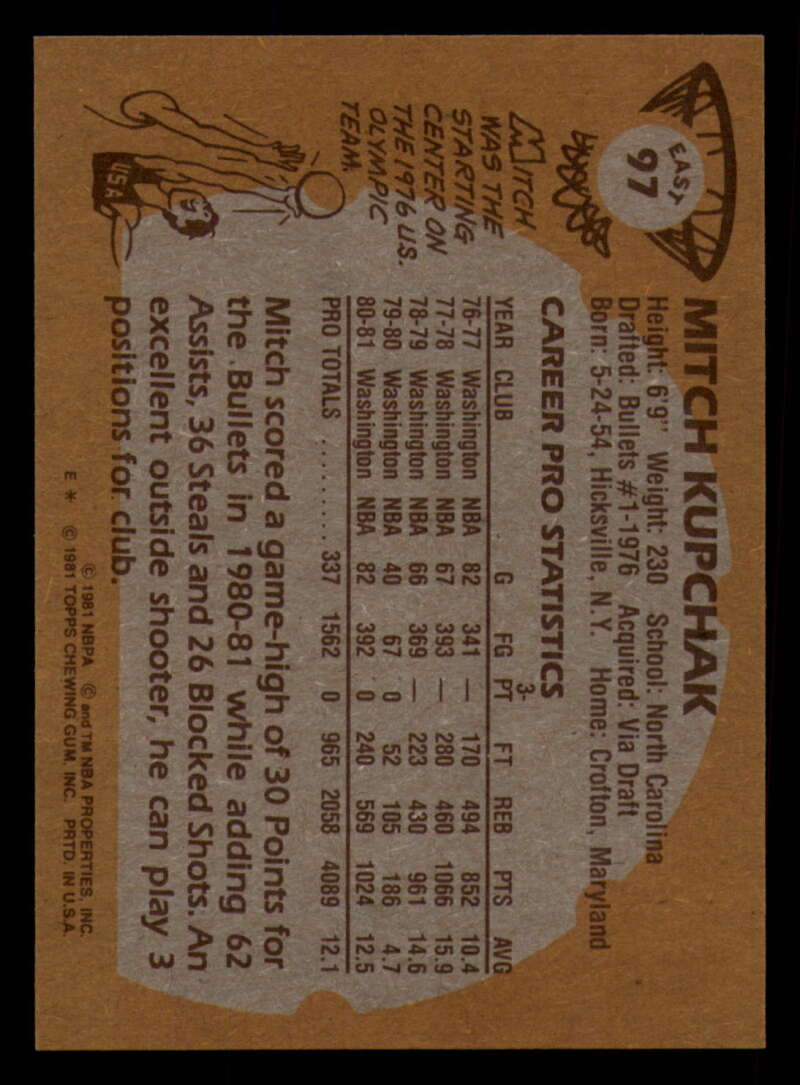 EAST
97
MITCH
WAS THE
STARTING
CENTER ON
THE 1976 U.S.
OLYMPIC
TEAM.
USA
MITCH KUPCHAK
Height: 6'9" Weight: 230 School: North Carolina
Drafted: Bullets #1-1976 Acquired: Via Draft
Born: 5-24-54, Hicksville, N.Y. Home: Crofton, Maryland
CAREER PRO STATISTICS
YEAR CLUB G FG 3-PT FT REB PTS AVG
76-77 Washington NBA 82 341 — 170 494 852 10.4
77-78 Washington NBA 67 393 — 280 460 1066 15.9
78-79 Washington NBA 66 369 — 223 430 961 14.6
79-80 Washington NBA 40 67 0 52 105 186 4.7
80-81 Washington NBA 82 392 0 240 569 1024 12.5
PRO TOTALS .......... 337 1562 0 965 2058 4089 12.1
Mitch scored a game-high of 30 Points for
the Bullets in 1980-81 while adding 62
Assists, 36 Steals and 26 Blocked Shots. An
excellent outside shooter, he can play 3
positions for club.
© 1981 NBPA © and TM NBA PROPERTIES, INC.
E * © 1981 TOPPS CHEWING GUM, INC. PRTD. IN U.S.A.